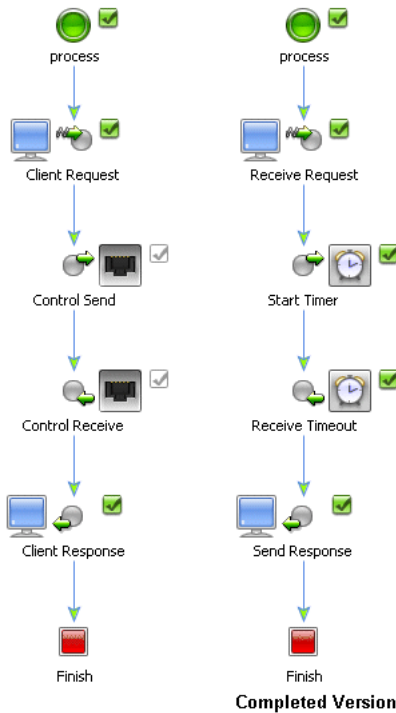 process
Client Request
Control Send
Control Receive
Client Response
Finish
process
Receive Request
Start Timer
Receive Timeout
Send Response
Finish
Completed Version